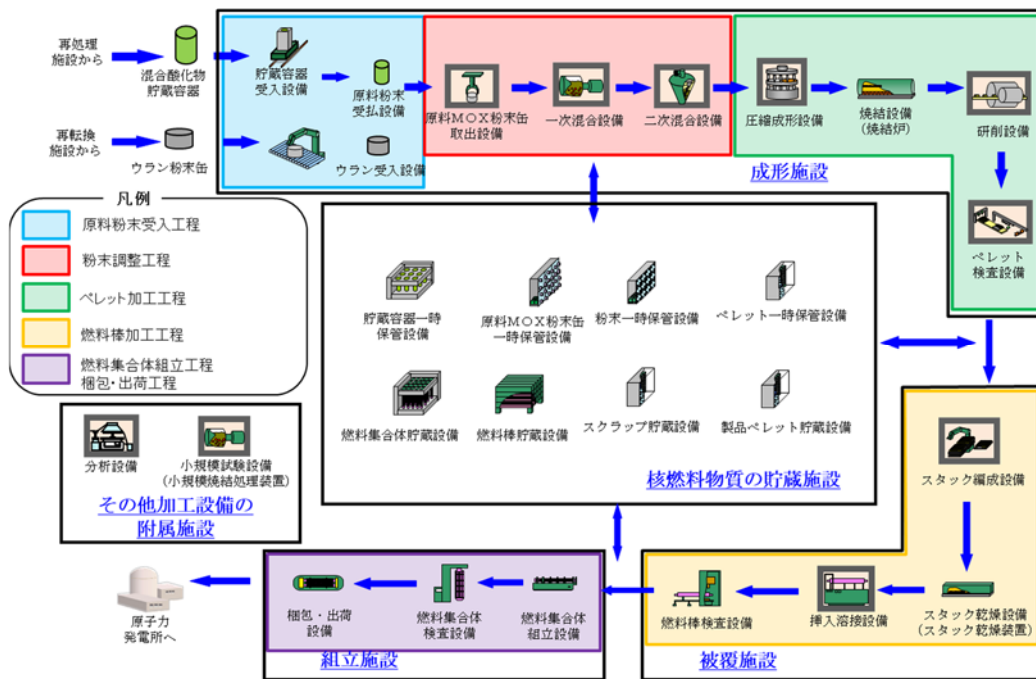 再処理
施設から
混合酸化物
貯蔵容器
貯蔵容器
受入設備
原料粉末
受払設備
原料MOX粉末缶
取出設備
一次混合設備
二次混合設備
圧縮成形設備
焼結設備
(焼結炉)
研削設備
再転換
施設から
ウラン粉末缶
ウラン受入設備
成形施設
ペレット
検査設備
凡例
原料粉末受入工程
粉末調整工程
ペレット加工工程
燃料棒加工工程
燃料集合体組立工程
梱包・出荷工程
貯蔵容器一時
保管設備
原料MOX粉末缶
一時保管設備
粉末一時保管設備
ペレット一時保管設備
燃料集合体貯蔵設備
燃料棒貯蔵設備
スクラップ貯蔵設備
製品ペレット貯蔵設備
核燃料物質の貯蔵施設
分析設備
小規模試験設備
(小規模焼結処理装置)
その他加工設備の
附属施設
スタック編成設備
スタック乾燥設備
(スタック乾燥装置)
挿入溶接設備
燃料棒検査設備
被覆施設
燃料集合体
組立設備
燃料集合体
検査設備
梱包・出荷
設備
組立施設
原子力
発電所へ